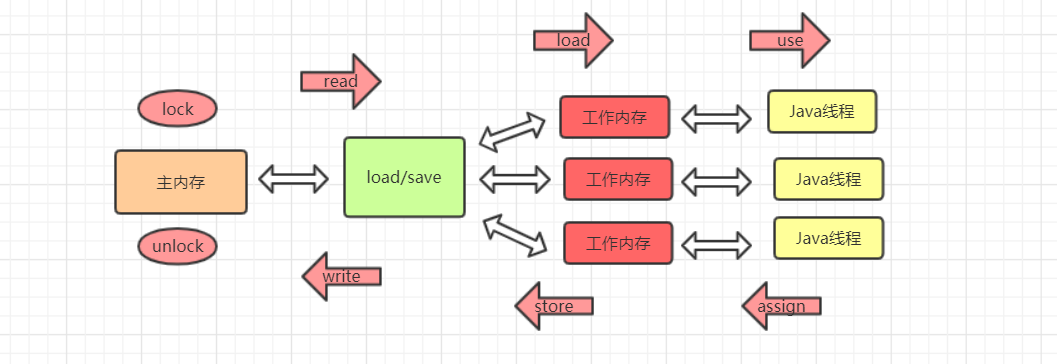 load
use
read
lock
工作内存
Java线程
主内存
load/save
工作内存
Java线程
unlock
工作内存
Java线程
write
store
assign